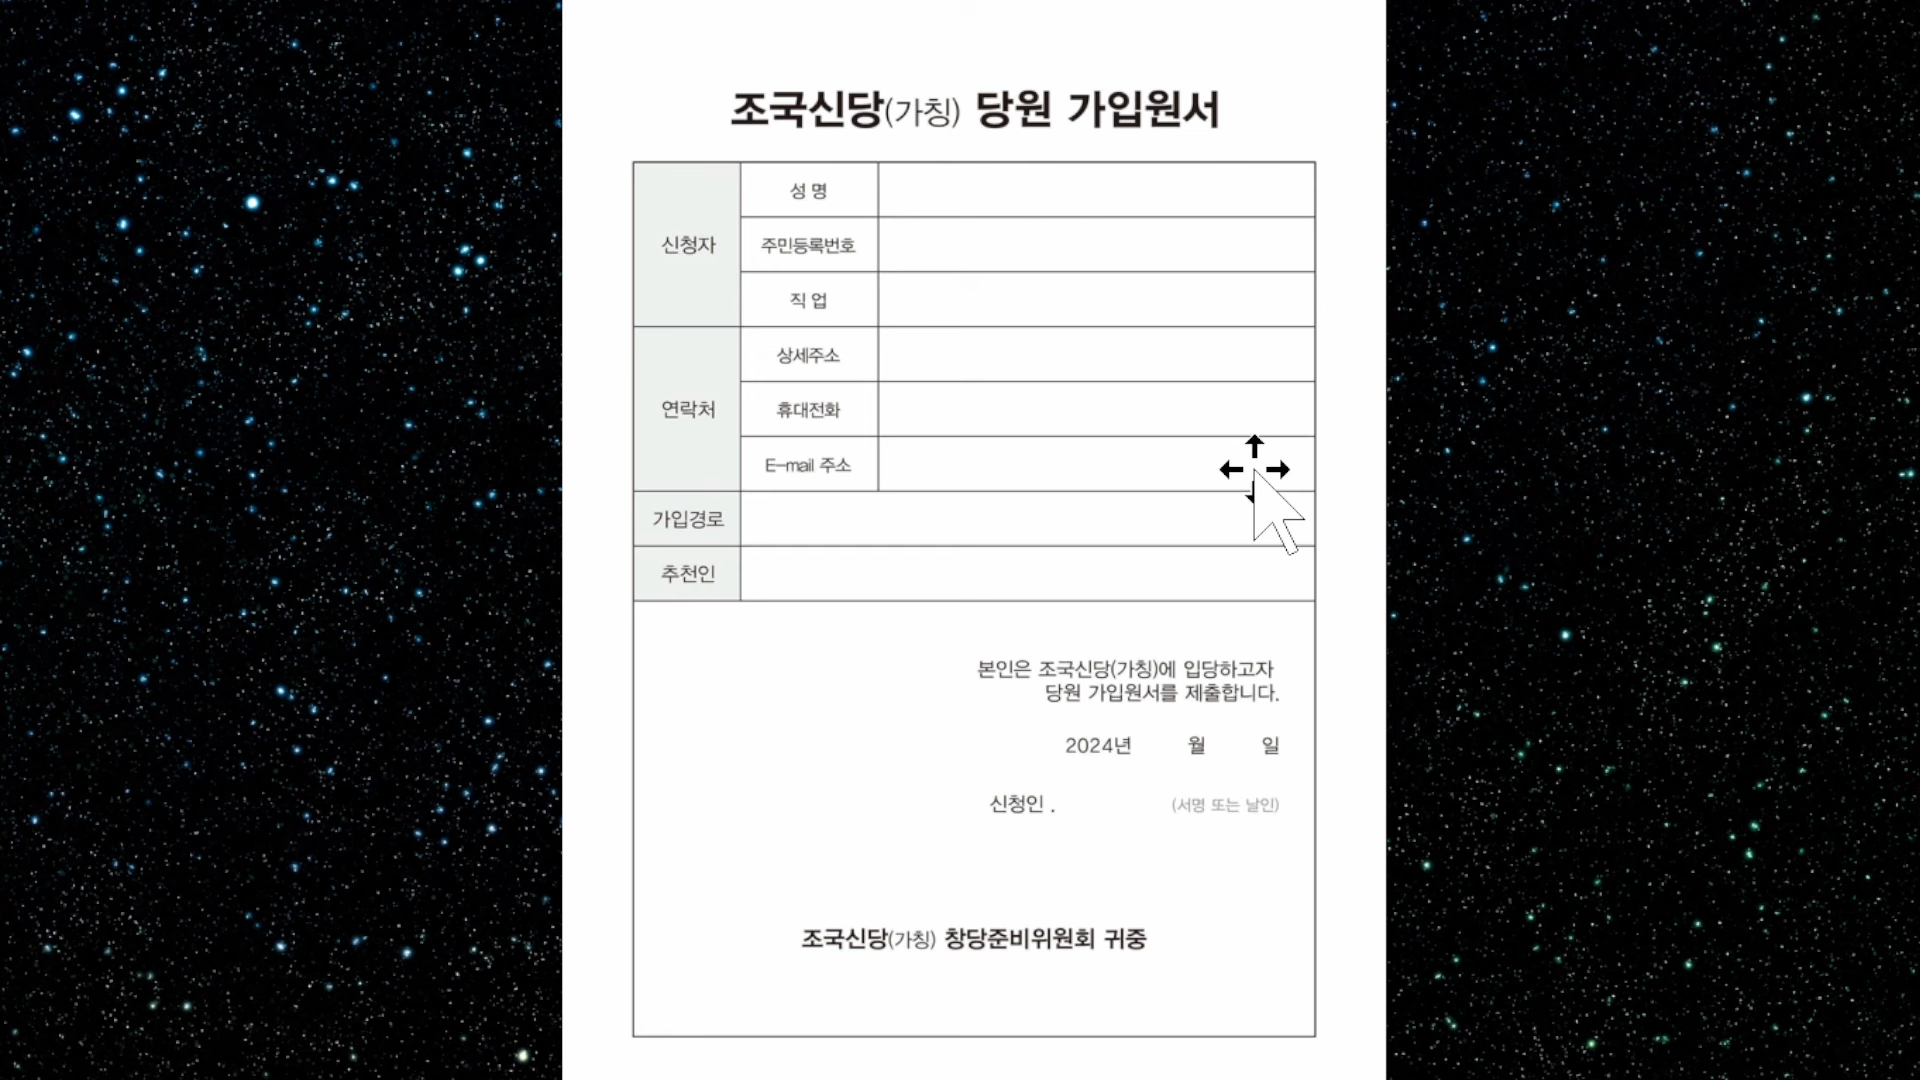 조국신당(가칭) 당원 가입원서
신청자
성 명
주민등록번호
직 업
연락처
상세주소
휴대전화
E-mail 주소
가입경로
추천인
본인은 조국신당(가칭)에 입당하고자
당원 가입원서를 제출합니다.
2024년 월 일
신청인 . (서명 또는 날인)
조국신당(가칭) 창당준비위원회 귀중